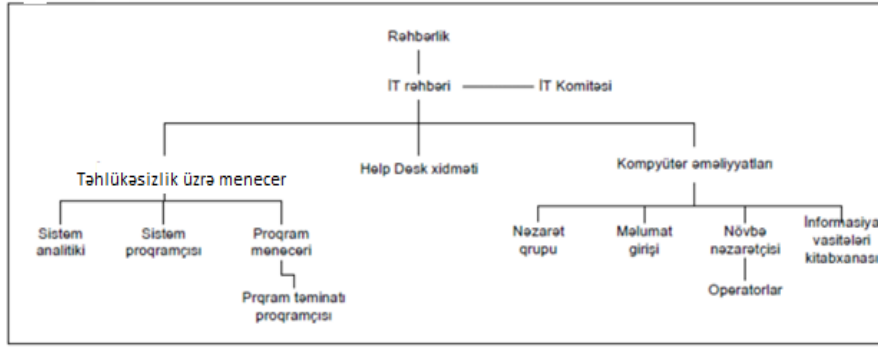 Rəhbərlik
İT rəhbəri
İT Komitəsi
Təhlükəsizlik üzrə menecer
Help Desk xidməti
Kompyüter əməliyyatları
Sistem
analitiki
Sistem
proqramçısı
Proqram
meneceri
Prqram təminatı
proqramçısı
Nəzarət
qrupu
Məlumat
girişi
Növbə
nəzarətçisi
Operatorlar
İnformasiya
vasitələri
kitabxanası